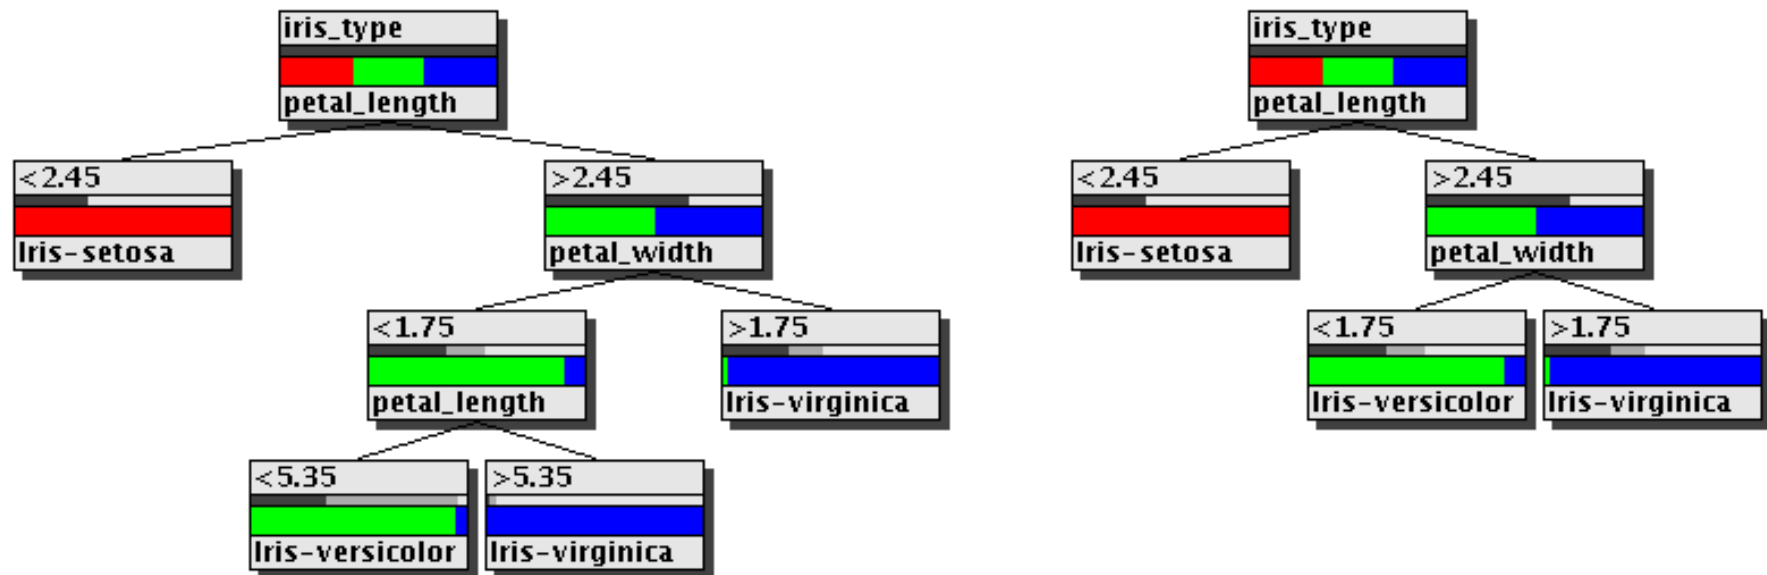 iris_type
petal_length
<2.45
Iris-setosa
>2.45
petal_width
<1.75
petal_length
>1.75
Iris-virginica
<5.35
Iris-versicolor
>5.35
Iris-virginica
iris_type
petal_length
<2.45
Iris-setosa
>2.45
petal_width
<1.75
Iris-versicolor
>1.75
Iris-virginica